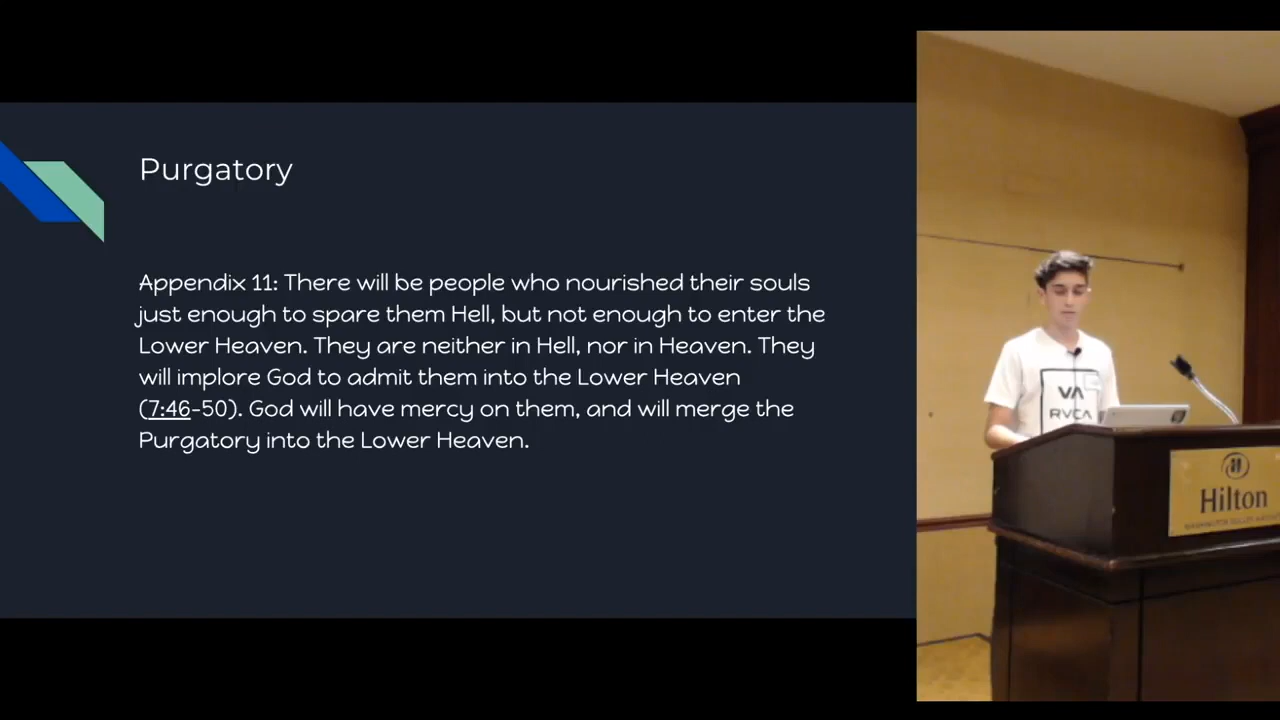 Purgatory
Appendix 11: There will be people who nourished their souls
just enough to spare them Hell, but not enough to enter the
Lower Heaven. They are neither in Hell, nor in Heaven. They
will implore God to admit them into the Lower Heaven
(7:46-50). God will have mercy on them, and will merge the
Purgatory into the Lower Heaven.
VA
RVCA
Hilton